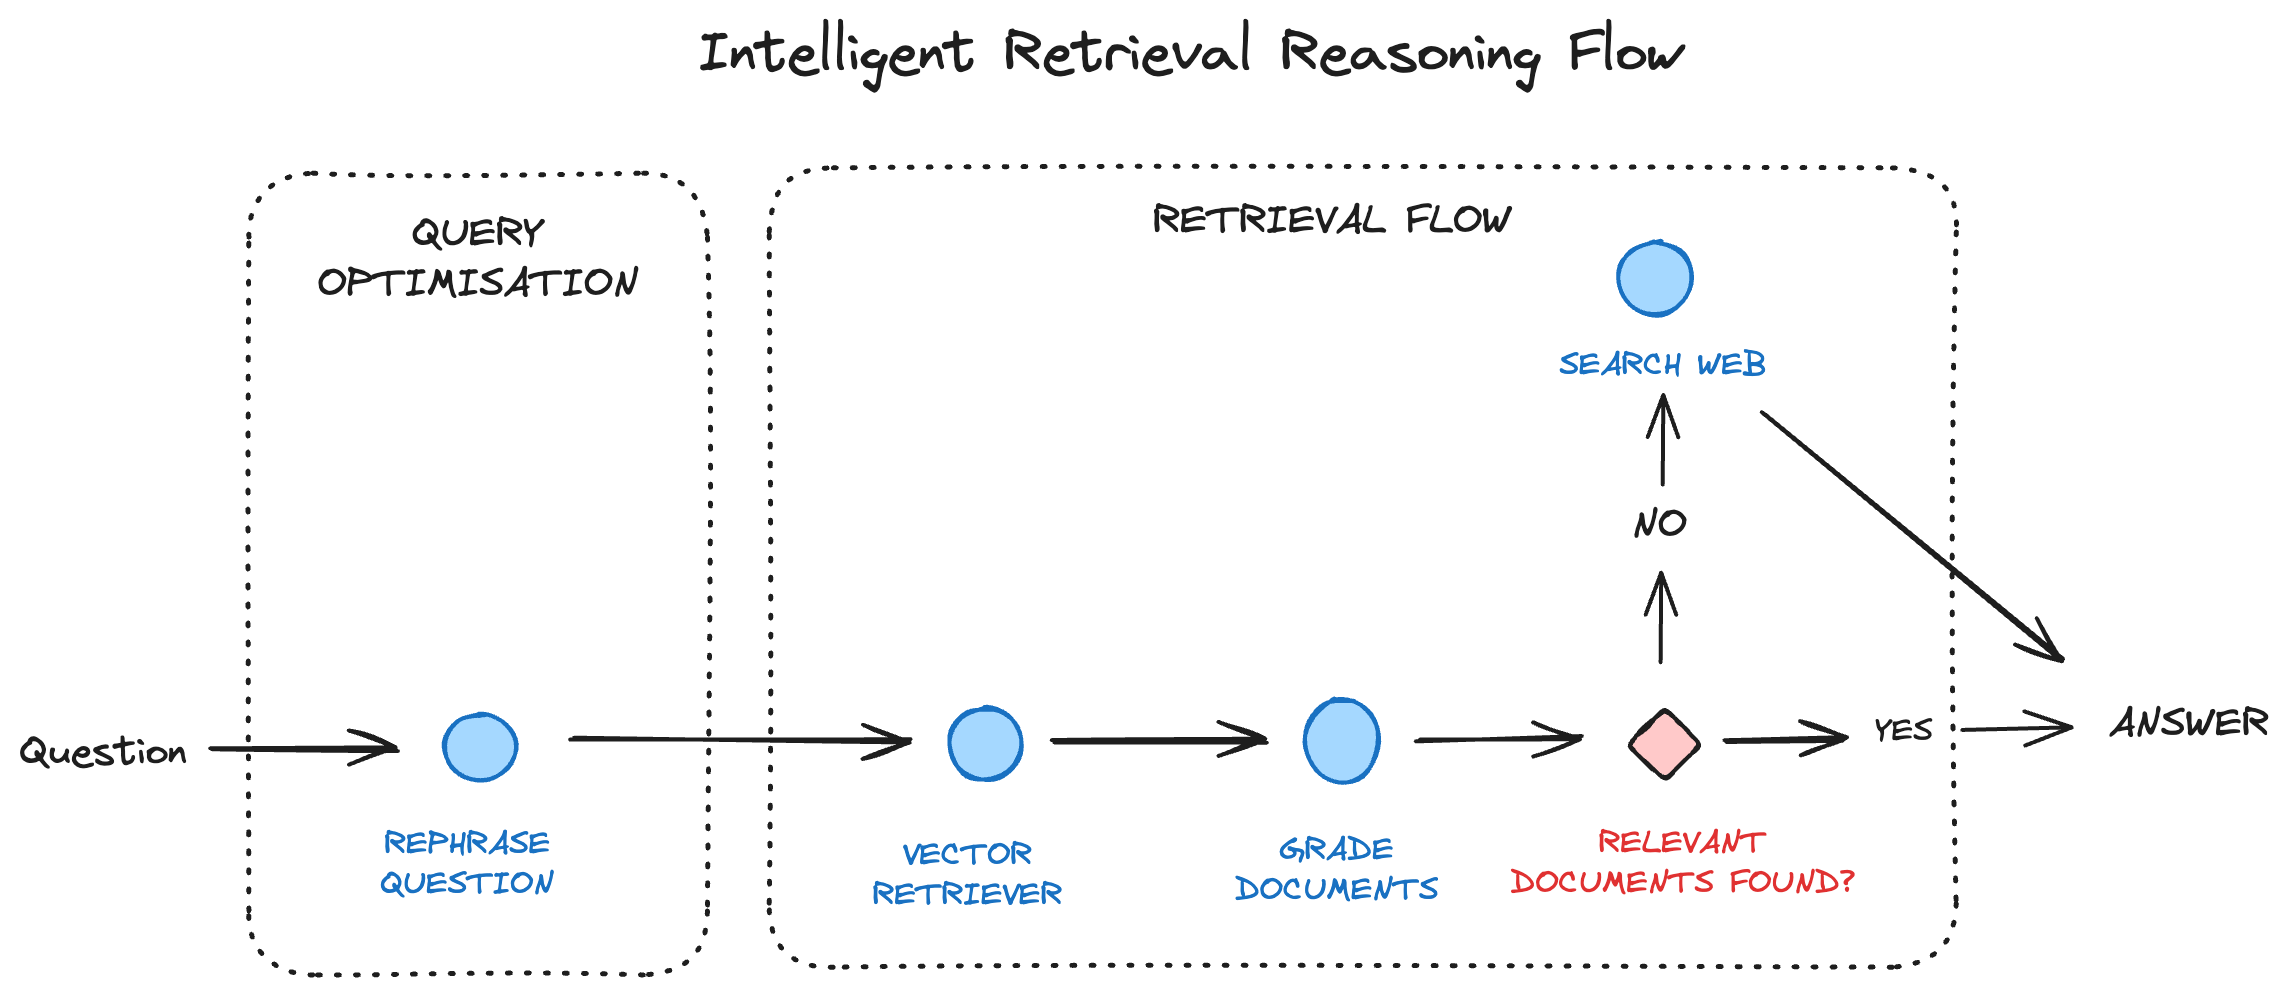 Intelligent Retrieval Reasoning Flow
QUERY
OPTIMISATION
RETRIEVAL FLOW
SEARCH WEB
NO
Question
YES
ANSWER
REPHRASE
QUESTION
VECTOR
RETRIEVER
GRADE
DOCUMENTS
RELEVANT
DOCUMENTS FOUND?